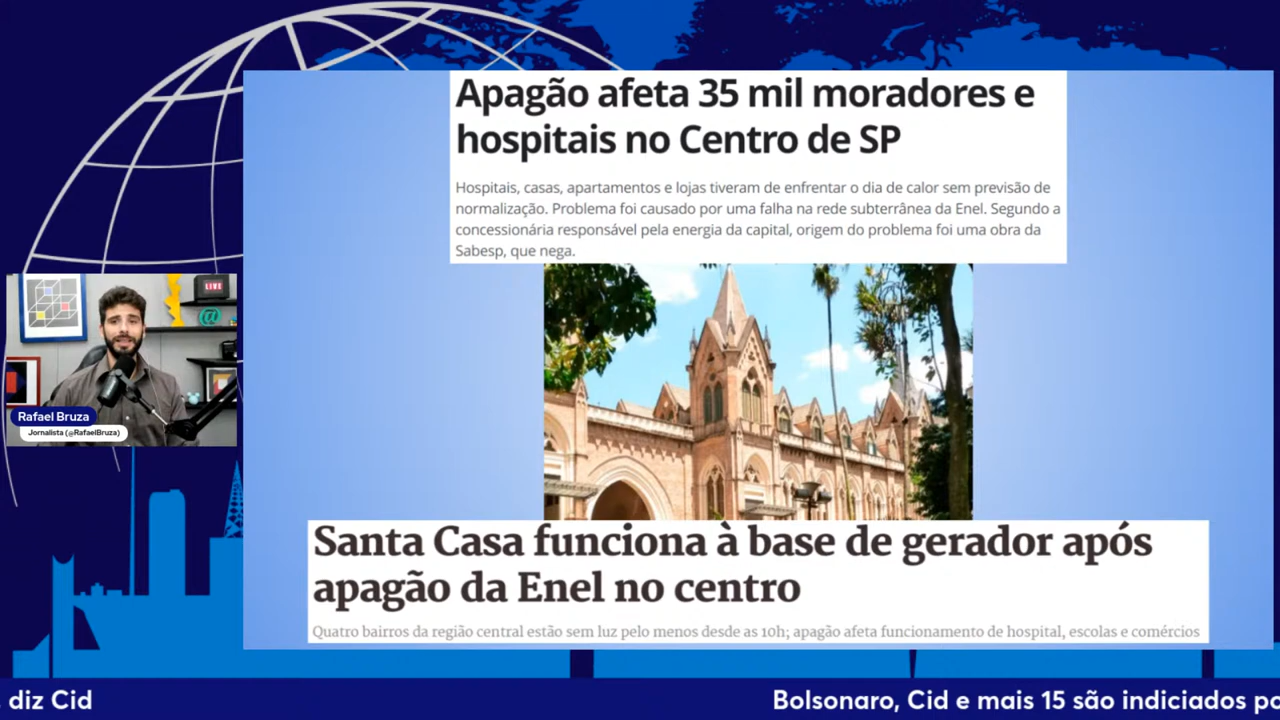 Apagão afeta 35 mil moradores e
hospitais no Centro de SP
Hospitais, casas, apartamentos e lojas tiveram de enfrentar o dia de calor sem previsão de
normalização. Problema foi causado por uma falha na rede subterrânea da Enel. Segundo a
concessionária responsável pela energia da capital, origem do problema foi uma obra da
Sabesp, que nega.
LIVE
@
Rafael Bruza
Jornalista (@RafaelBruza)
Santa Casa funciona à base de gerador após
apagão da Enel no centro
Quatro bairros da região central estão sem luz pelo menos desde as 10h; apagão afeta funcionamento de hospital, escolas e comércios
diz Cid
Bolsonaro, Cid e mais 15 são indiciados po